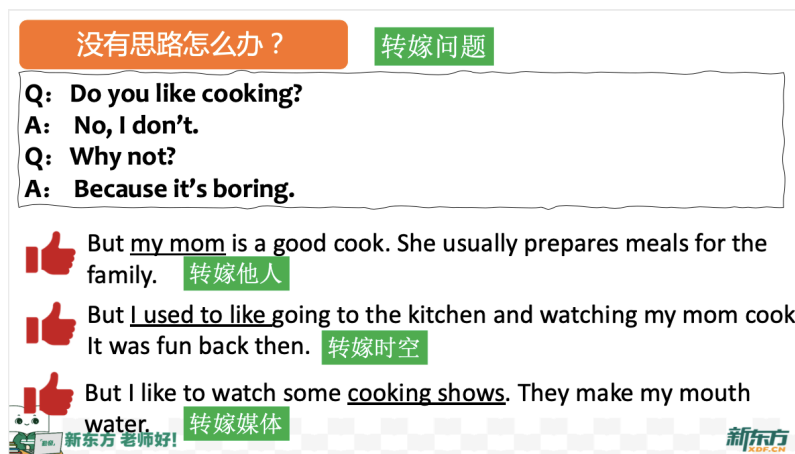 没有思路怎么办？
转嫁问题
Q: Do you like cooking?
A: No, I don't.
Q: Why not?
A: Because it's boring.
But my mom is a good cook. She usually prepares meals for the
family. 转嫁他人
But I used to like going to the kitchen and watching my mom cook
It was fun back then. 转嫁时空
But I like to watch some cooking shows. They make my mouth
water. 转嫁媒体
新东方 老师好！
新东方
XDF.CN